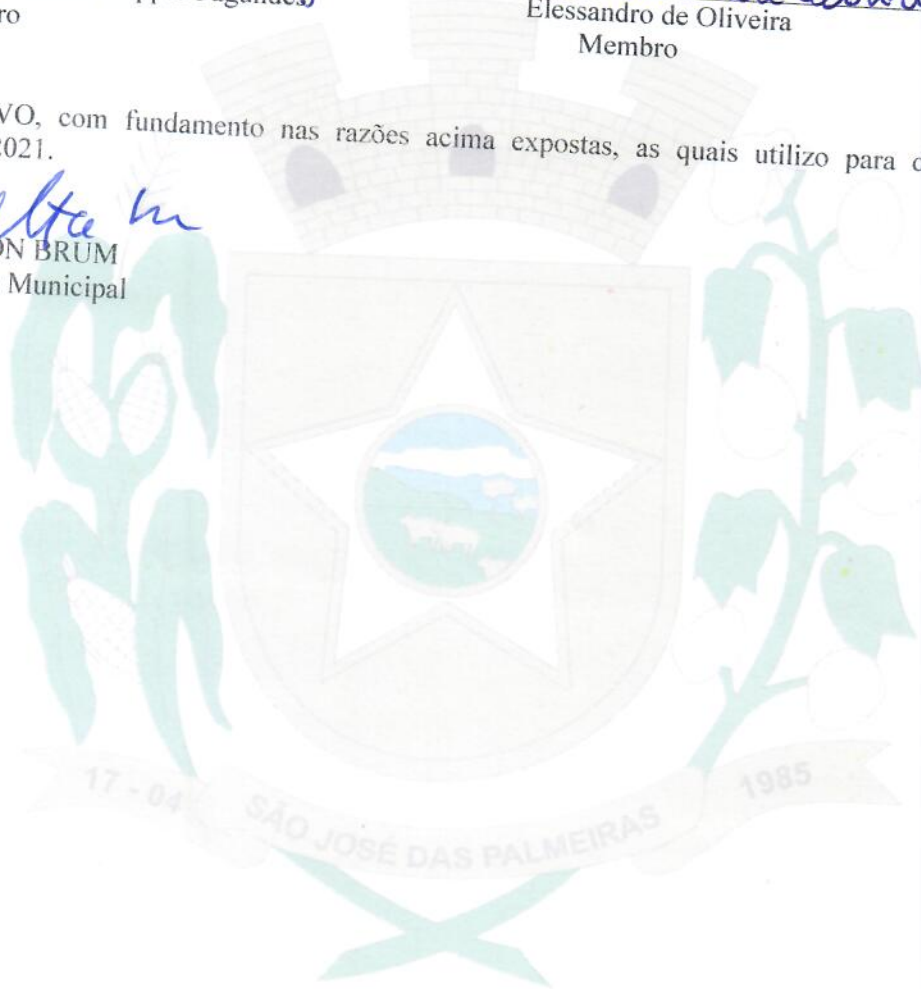 ro
Elessandro de Oliveira
Membro
VO, com fundamento nas razões acima expostas, as quais utilizo para d
2021.
ON BRUM
Municipal
17 - 04
SÃO JOSÉ DAS PALMEIRAS
1985